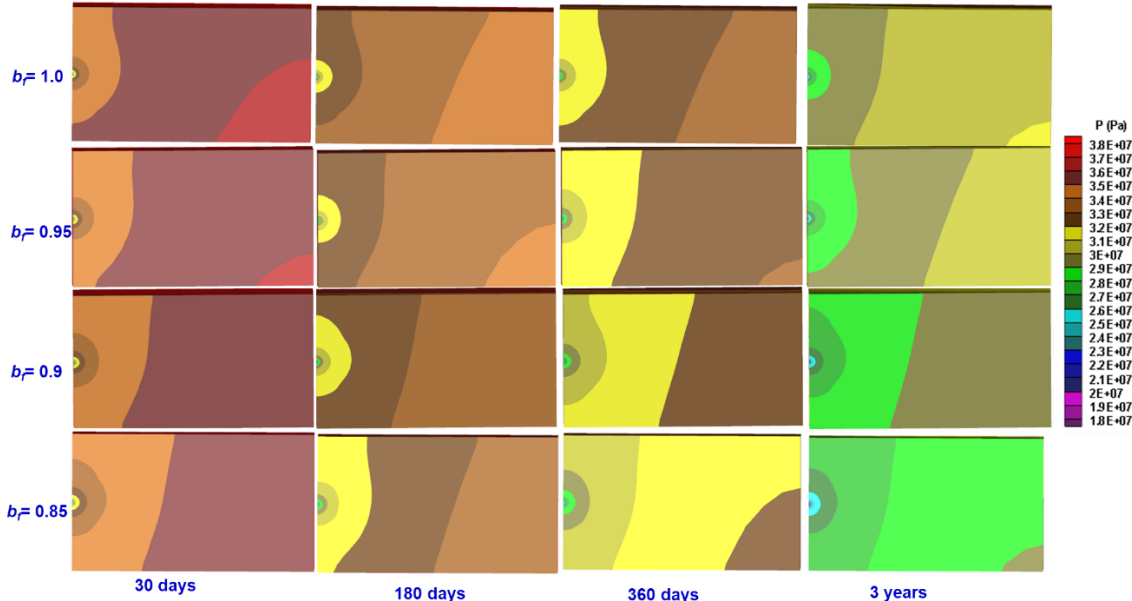 b_f= 1.0
b_f= 0.95
b_f= 0.9
b_f= 0.85
30 days
180 days
360 days
3 years
P (Pa)
3.8E+07
3.7E+07
3.6E+07
3.5E+07
3.4E+07
3.3E+07
3.2E+07
3.1E+07
3E+07
2.9E+07
2.8E+07
2.7E+07
2.6E+07
2.5E+07
2.4E+07
2.3E+07
2.2E+07
2.1E+07
2E+07
1.9E+07
1.8E+07